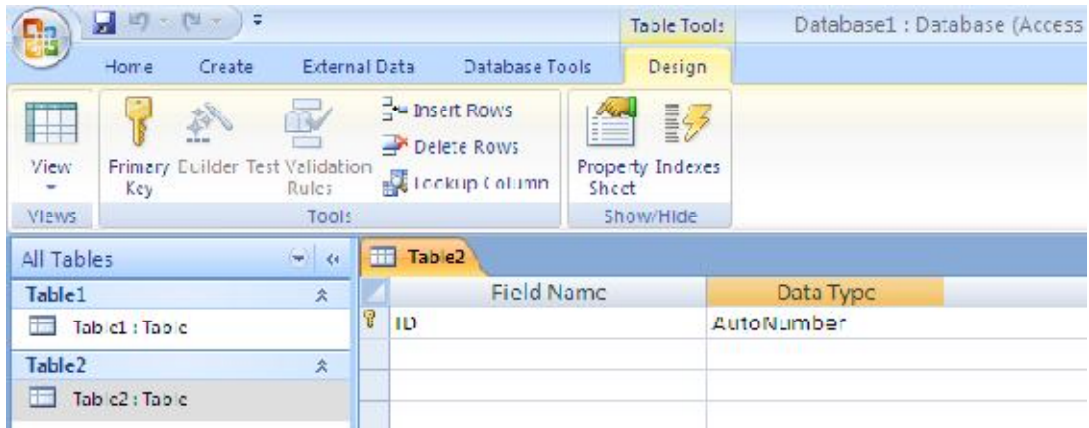 Table Tools Database1 : Database (Access
Home Create External Data Database Tools Design
Insert Rows
Delete Rows
Lookup Column
View Primary Key Builder Test Validation Rules Property Sheet Indexes
Views Tools Show/Hide
All Tables Table2
Table1 Field Name Data Type
Table1 : Table ID AutoNumber
Table2
Table2 : Table